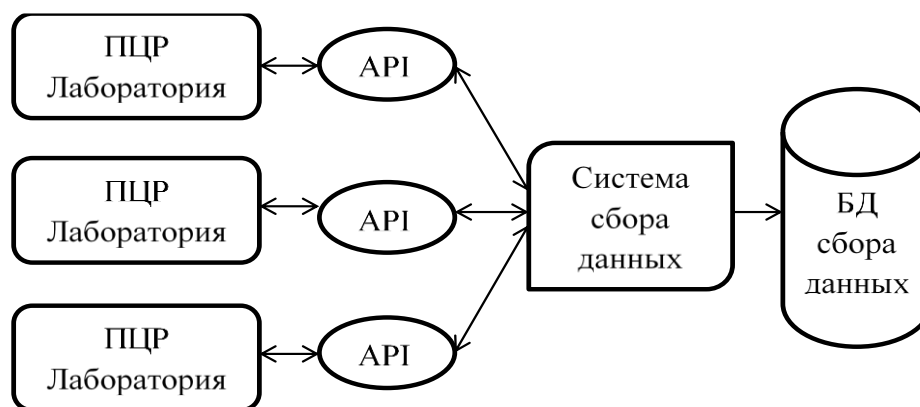 ПЦР
Лаборатория
API
ПЦР
Лаборатория
API
ПЦР
Лаборатория
API
Система
сбора
данных
БД
сбора
данных